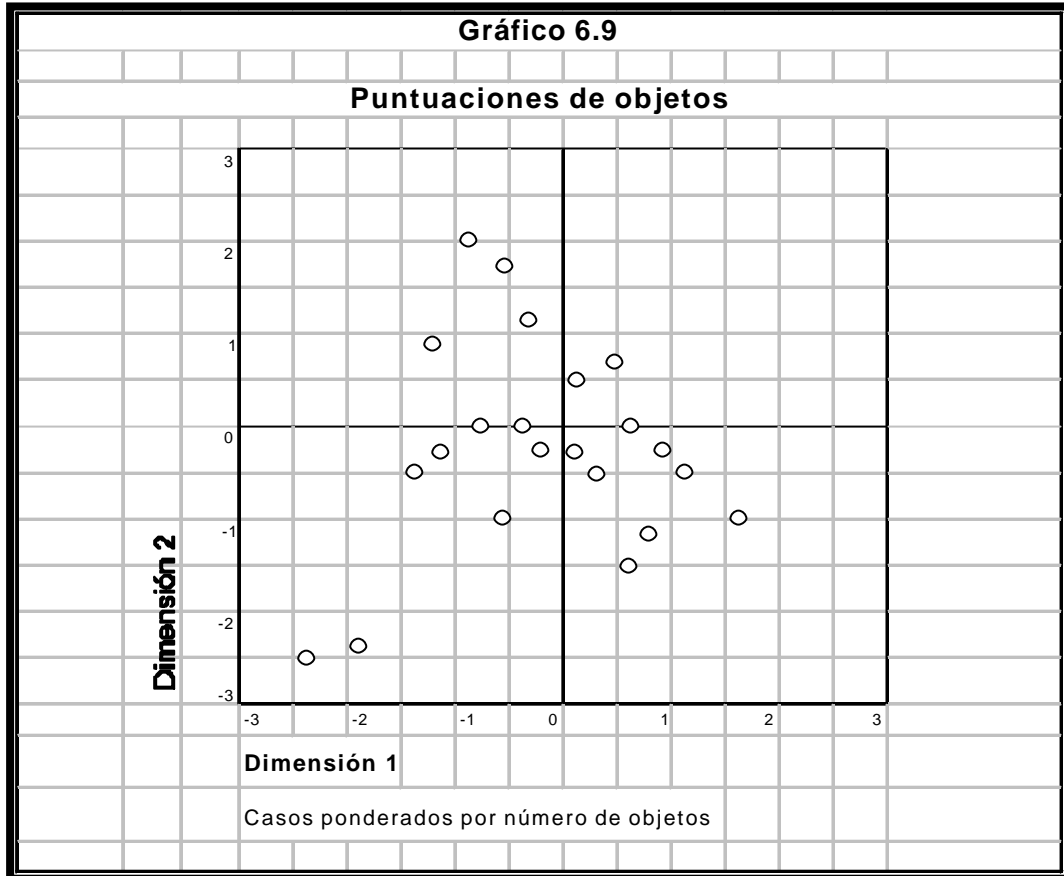 Gráfico 6.9
Puntuaciones de objetos
3
2
1
0
-1
-2
-3
Dimensión 2
-3 -2 -1 0 1 2 3
Dimensión 1
Casos ponderados por número de objetos